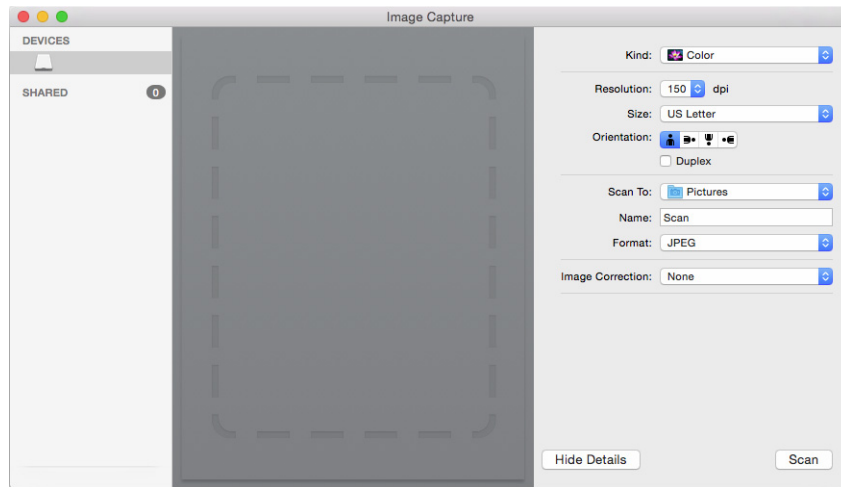 Image Capture
DEVICES
SHARED 0
Kind: Color
Resolution: 150 dpi
Size: US Letter
Orientation:
Duplex
Scan To: Pictures
Name: Scan
Format: JPEG
Image Correction: None
Hide Details Scan